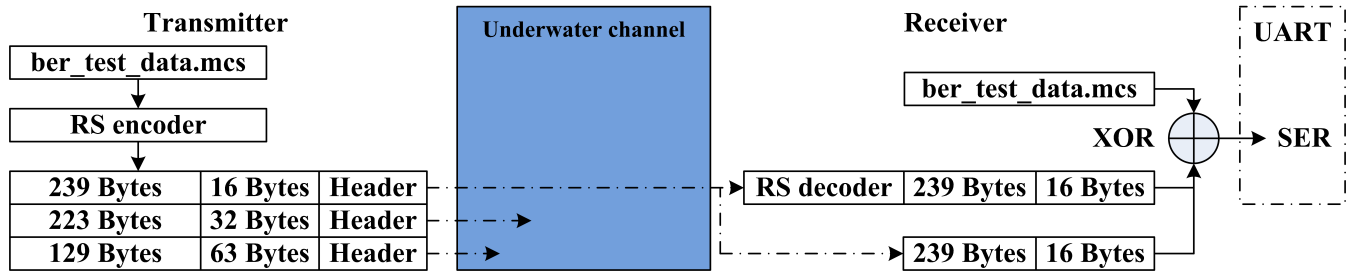 Transmitter
Underwater channel
Receiver
UART
ber_test_data.mcs
ber_test_data.mcs
RS encoder
XOR
SER
239 Bytes 16 Bytes Header
RS decoder 239 Bytes 16 Bytes
223 Bytes 32 Bytes Header
129 Bytes 63 Bytes Header
239 Bytes 16 Bytes